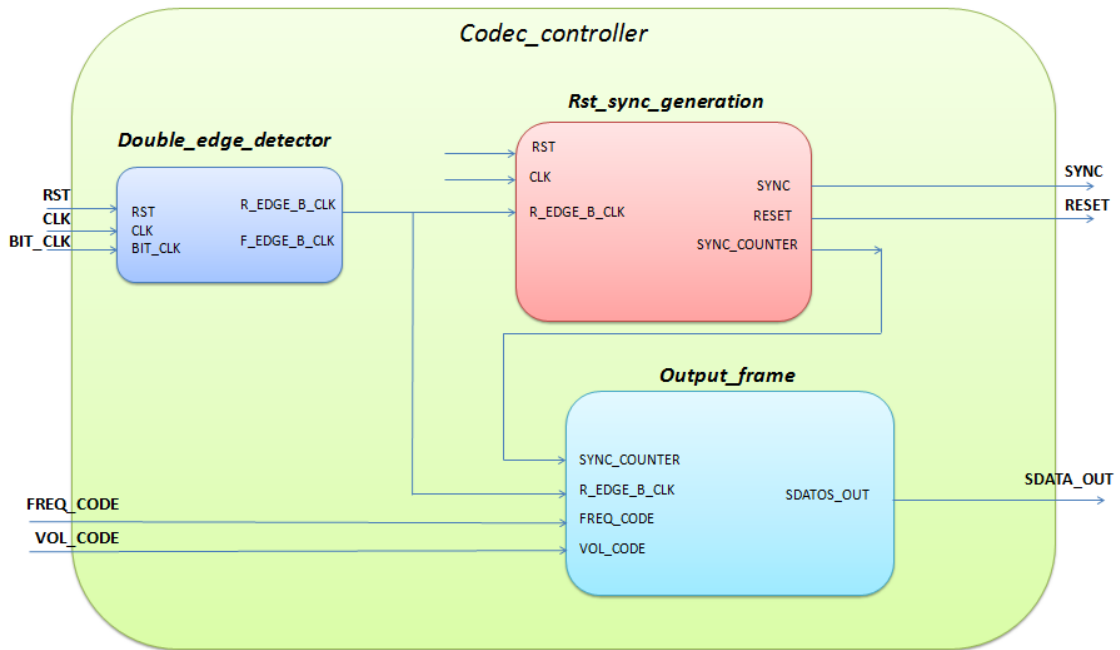 Codec_controller
Rst_sync_generation
Double_edge_detector
RST
CLK
BIT_CLK
RST
CLK
BIT_CLK
R_EDGE_B_CLK
F_EDGE_B_CLK
RST
CLK
R_EDGE_B_CLK
SYNC
RESET
SYNC_COUNTER
SYNC
RESET
Output_frame
SYNC_COUNTER
R_EDGE_B_CLK
FREQ_CODE
VOL_CODE
SDATOS_OUT
SDATA_OUT
FREQ_CODE
VOL_CODE